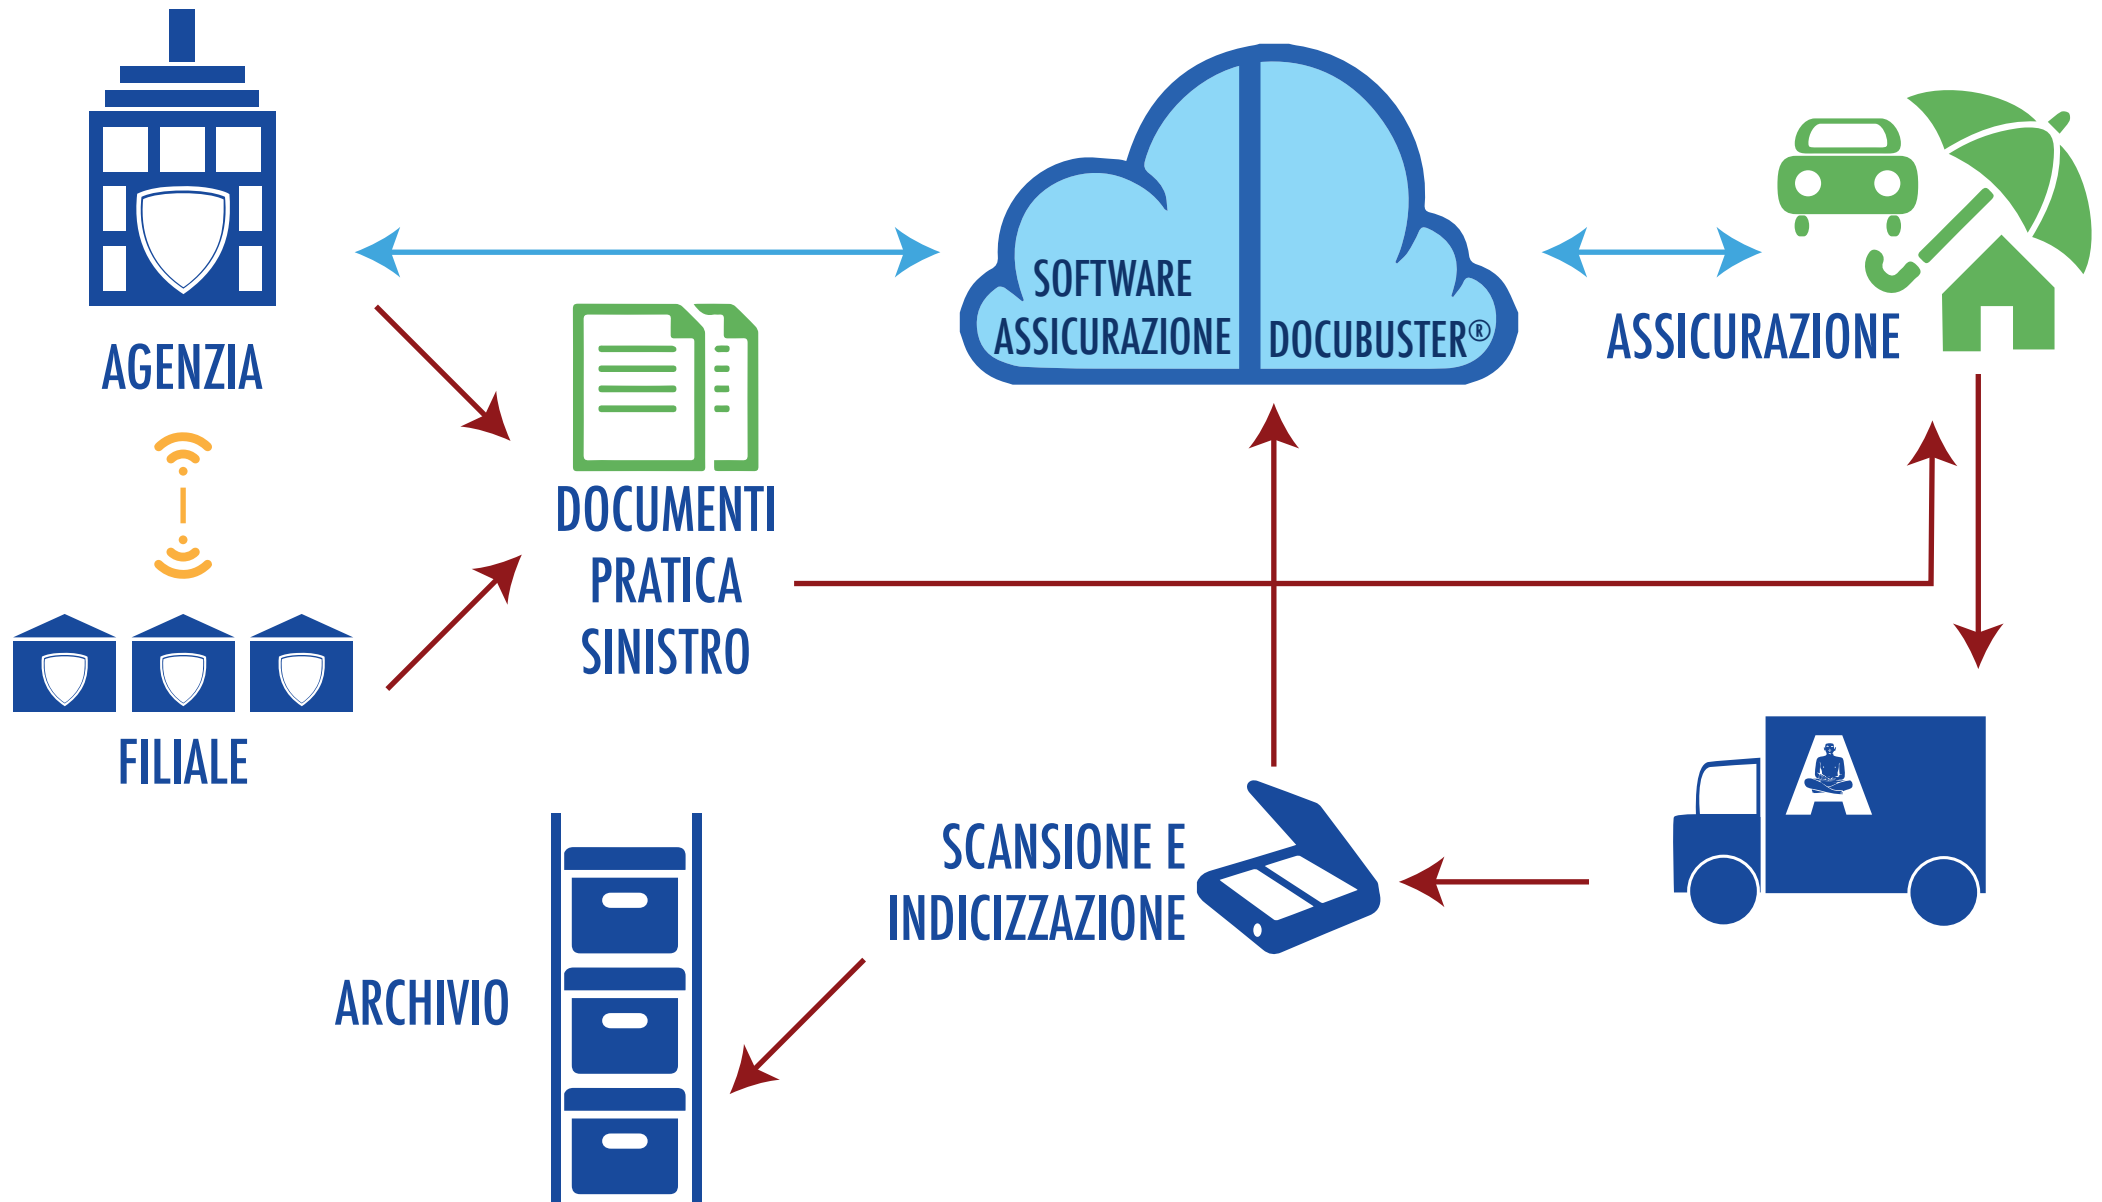 SOFTWARE
ASSICURAZIONE
DOCUBUSTER®
ASSICURAZIONE
AGENZIA
DOCUMENTI
PRATICA
SINISTRO
FILIALE
A
SCANSIONE E
INDICIZZAZIONE
ARCHIVIO